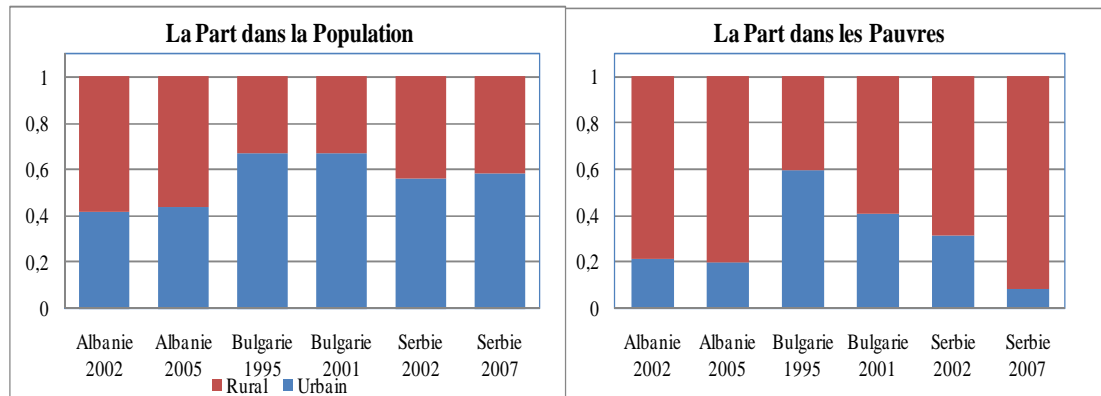 La Part dans la Population
1
0,8
0,6
0,4
0,2
0
Albanie 2002
Albanie 2005
Bulgarie 1995
Bulgarie 2001
Serbie 2002
Serbie 2007
Rural Urbain
La Part dans les Pauvres
1
0,8
0,6
0,4
0,2
0
Albanie 2002
Albanie 2005
Bulgarie 1995
Bulgarie 2001
Serbie 2002
Serbie 2007